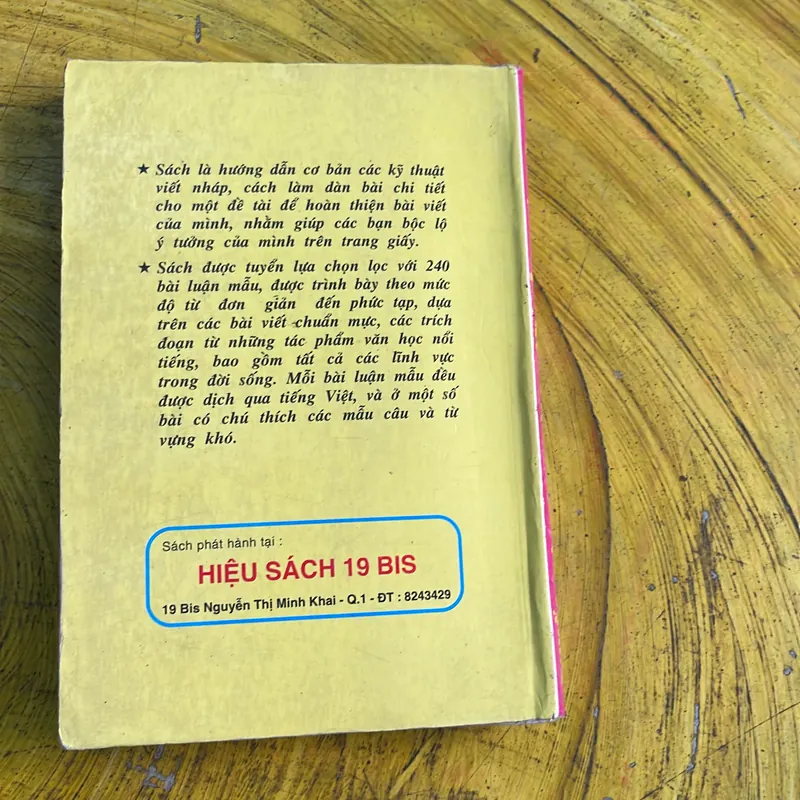 ★ Sách là hướng dẫn cơ bản các kỹ thuật
viết nháp, cách làm dàn bài chi tiết
cho một đề tài để hoàn thiện bài viết
của mình, nhằm giúp các bạn bộc lộ
ý tưởng của mình trên trang giấy.
★ Sách được tuyển lựa chọn lọc với 240
bài luận mẫu, được trình bày theo mức
độ từ đơn giản đến phức tạp, dựa
trên các bài viết chuẩn mực, các trích
đoạn từ những tác phẩm văn học nổi
tiếng, bao gồm tất cả các lĩnh vực
trong đời sống. Mỗi bài luận mẫu đều
được dịch qua tiếng Việt, và ở một số
bài có chú thích các mẫu câu và từ
vựng khó.
Sách phát hành tại :
HIỆU SÁCH 19 BIS
19 Bis Nguyễn Thị Minh Khai - Q.1 - ĐT : 8243429